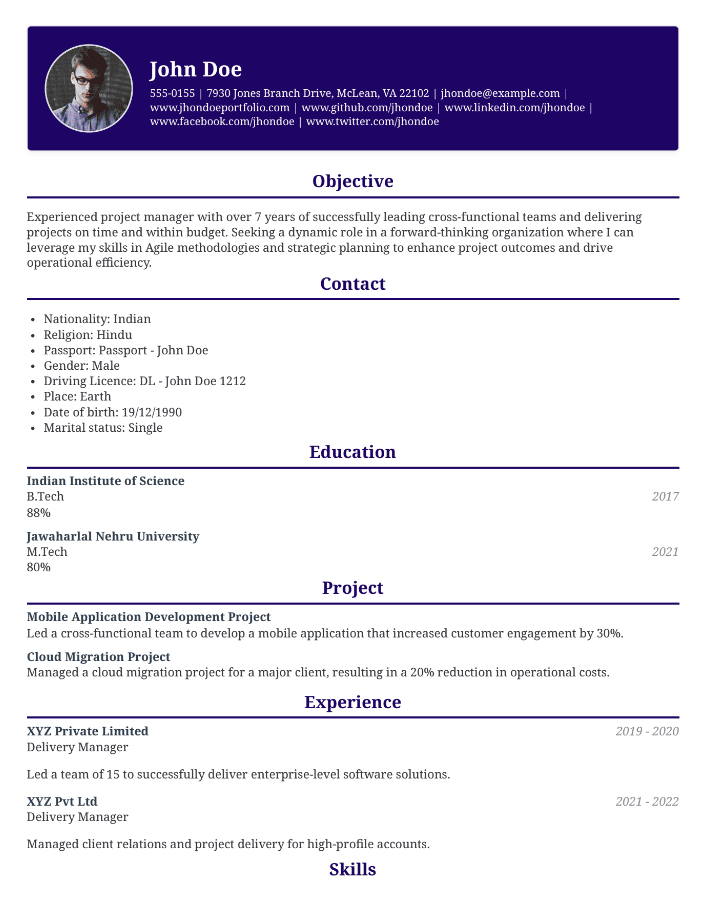 John Doe
555-0155 | 7930 Jones Branch Drive, McLean, VA 22102 | jhondoe@example.com |
www.jhondoeportfolio.com | www.github.com/jhondoe | www.linkedin.com/jhondoe |
www.facebook.com/jhondoe | www.twitter.com/jhondoe
Objective
Experienced project manager with over 7 years of successfully leading cross-functional teams and delivering
projects on time and within budget. Seeking a dynamic role in a forward-thinking organization where I can
leverage my skills in Agile methodologies and strategic planning to enhance project outcomes and drive
operational efficiency.
Contact
• Nationality: Indian
• Religion: Hindu
• Passport: Passport - John Doe
• Gender: Male
• Driving Licence: DL - John Doe 1212
• Place: Earth
• Date of birth: 19/12/1990
• Marital status: Single
Education
Indian Institute of Science
B.Tech 2017
88%
Jawaharlal Nehru University
M.Tech 2021
80%
Project
Mobile Application Development Project
Led a cross-functional team to develop a mobile application that increased customer engagement by 30%.
Cloud Migration Project
Managed a cloud migration project for a major client, resulting in a 20% reduction in operational costs.
Experience
XYZ Private Limited 2019 - 2020
Delivery Manager
Led a team of 15 to successfully deliver enterprise-level software solutions.
XYZ Pvt Ltd 2021 - 2022
Delivery Manager
Managed client relations and project delivery for high-profile accounts.
Skills